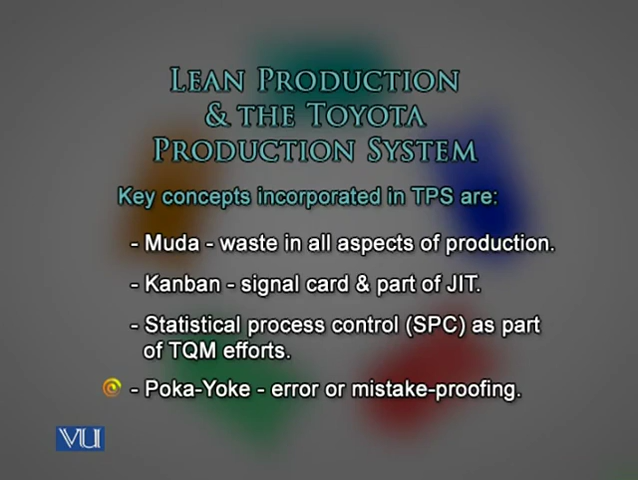 LEAN PRODUCTION
& THE TOYOTA
PRODUCTION SYSTEM
Key concepts incorporated in TPS are:
- Muda - waste in all aspects of production.
- Kanban - signal card & part of JIT.
- Statistical process control (SPC) as part
of TQM efforts.
- Poka-Yoke - error or mistake-proofing.
VU